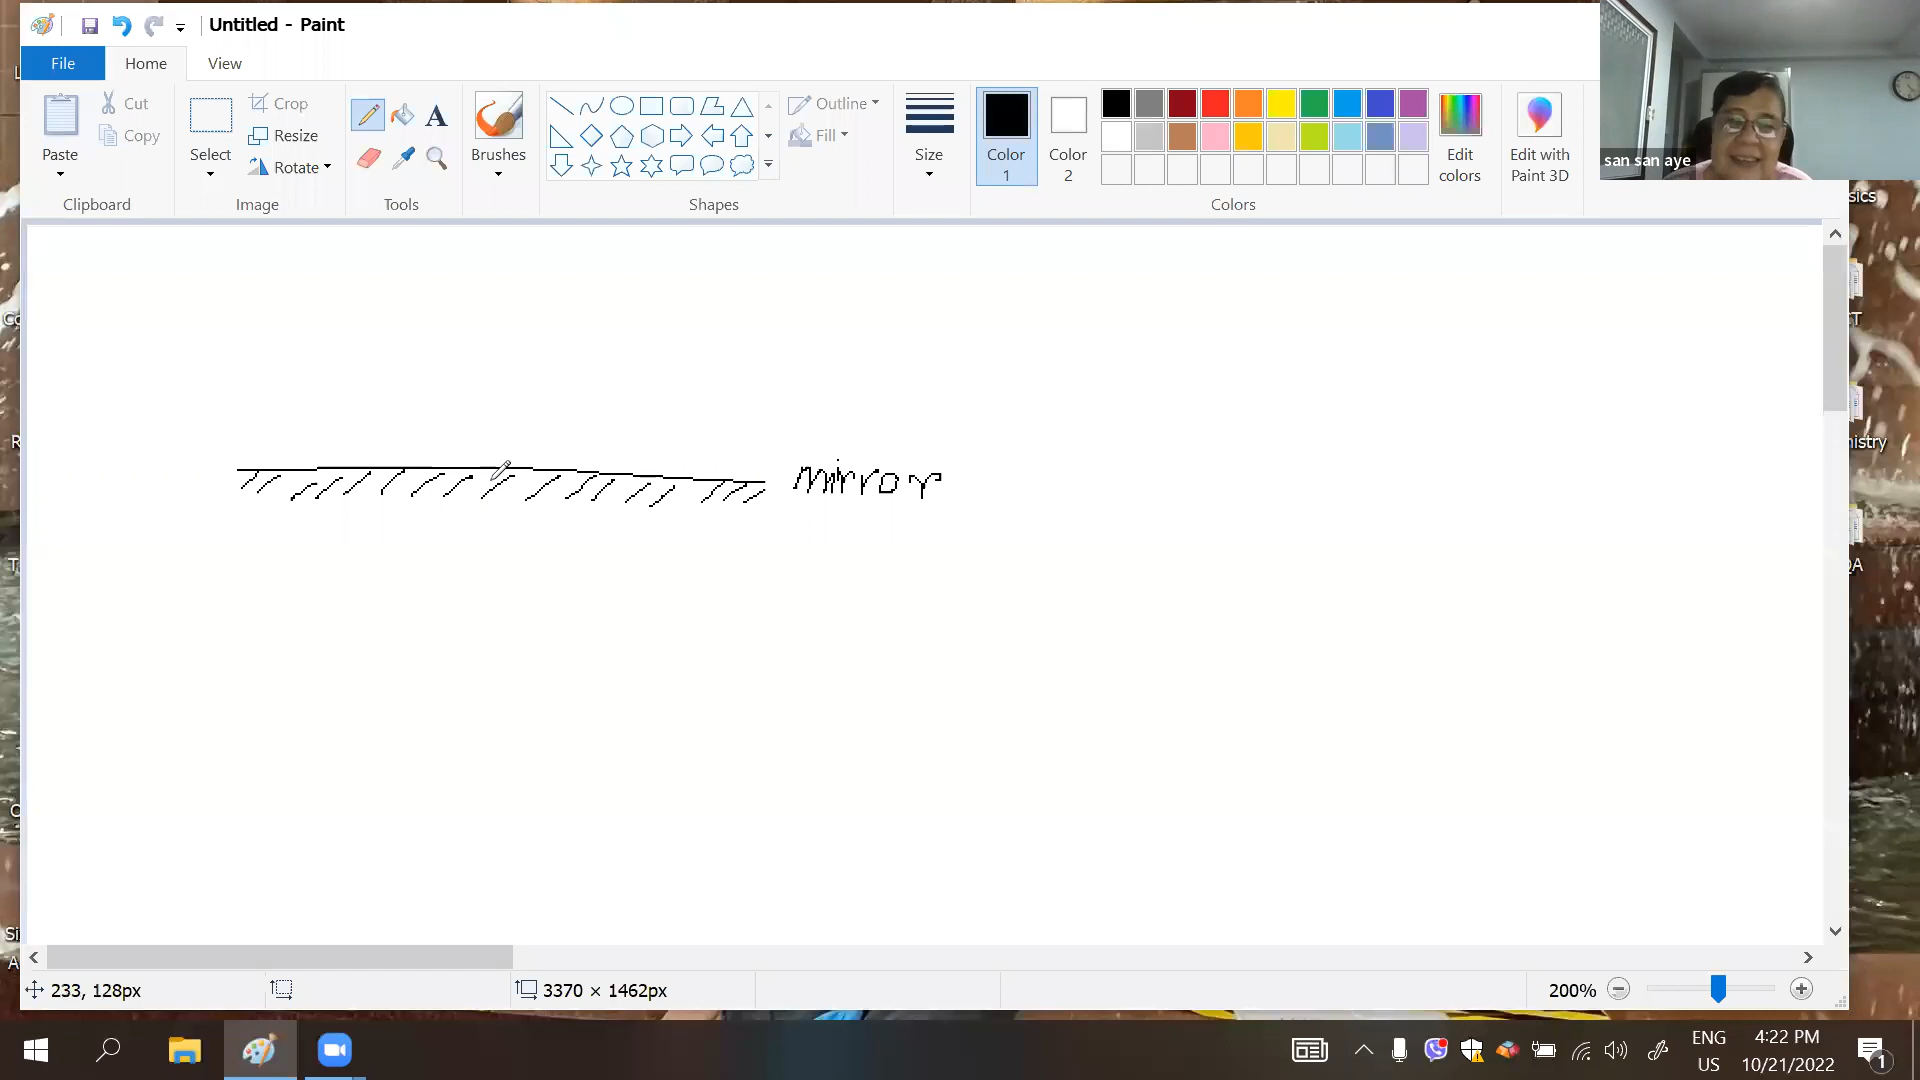 Untitled - Paint
File Home View
Paste
Cut
Copy
Clipboard
Select
Crop
Resize
Rotate
Image
Tools
Brushes
Shapes
Outline
Fill
Size
Color 1
Color 2
Edit colors
Edit with Paint 3D
Colors
san san aye
mirror
233, 128px
3370 × 1462px
200%
ENG
US
4:22 PM
10/21/2022
1